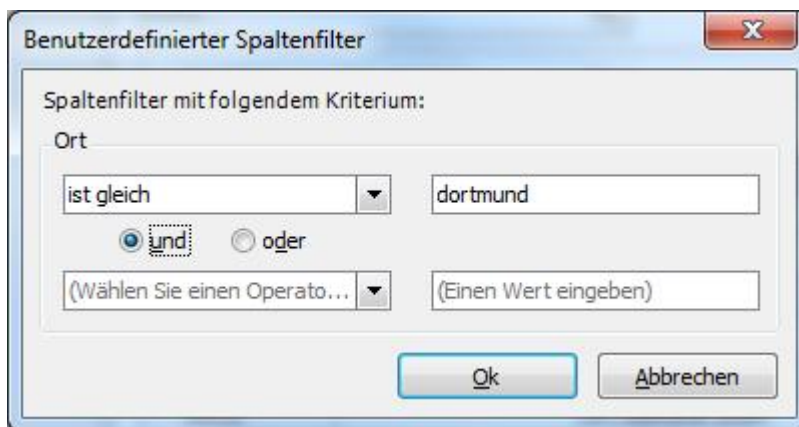 Benutzerdefinierter Spaltenfilter
Spaltenfilter mit folgendem Kriterium:
Ort
ist gleich dortmund
und oder
(Wählen Sie einen Operato... (Einen Wert eingeben)
Ok Abbrechen